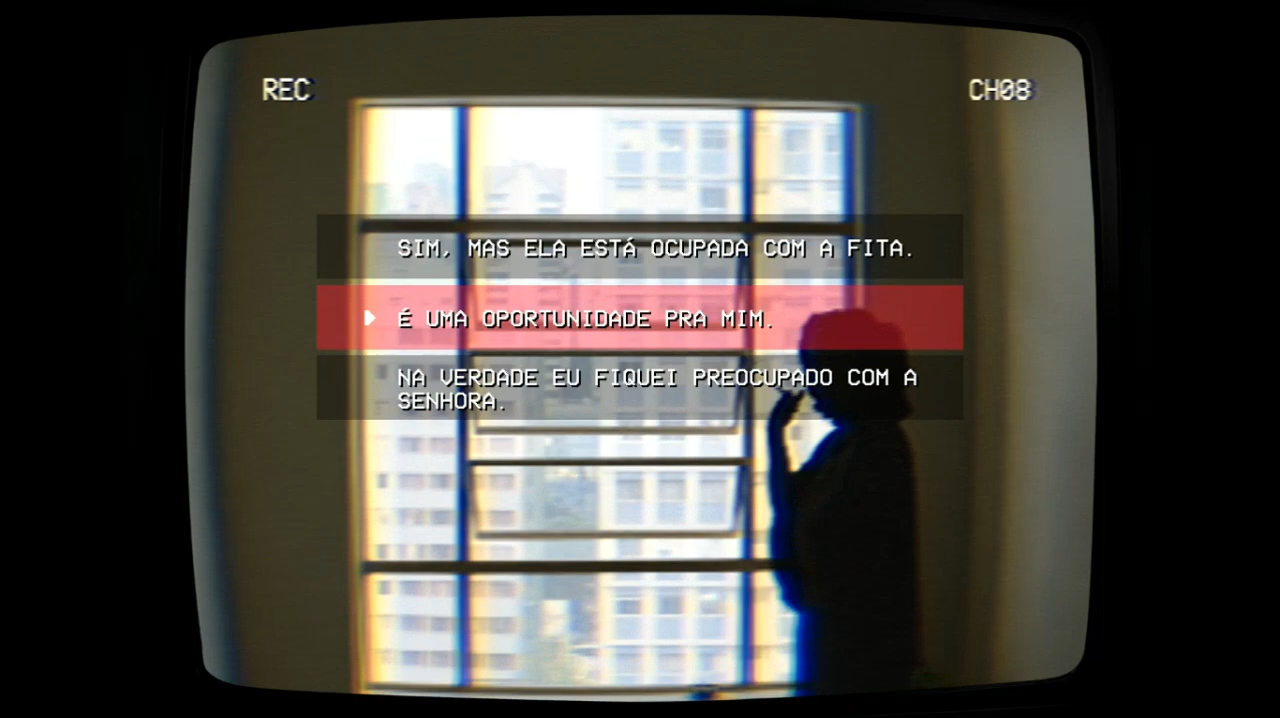 REC
CH08
SIM, MAS ELA ESTÁ OCUPADA COM A FITA.
É UMA OPORTUNIDADE PRA MIM.
NA VERDADE EU FIQUEI PREOCUPADO COM A
SENHORA.